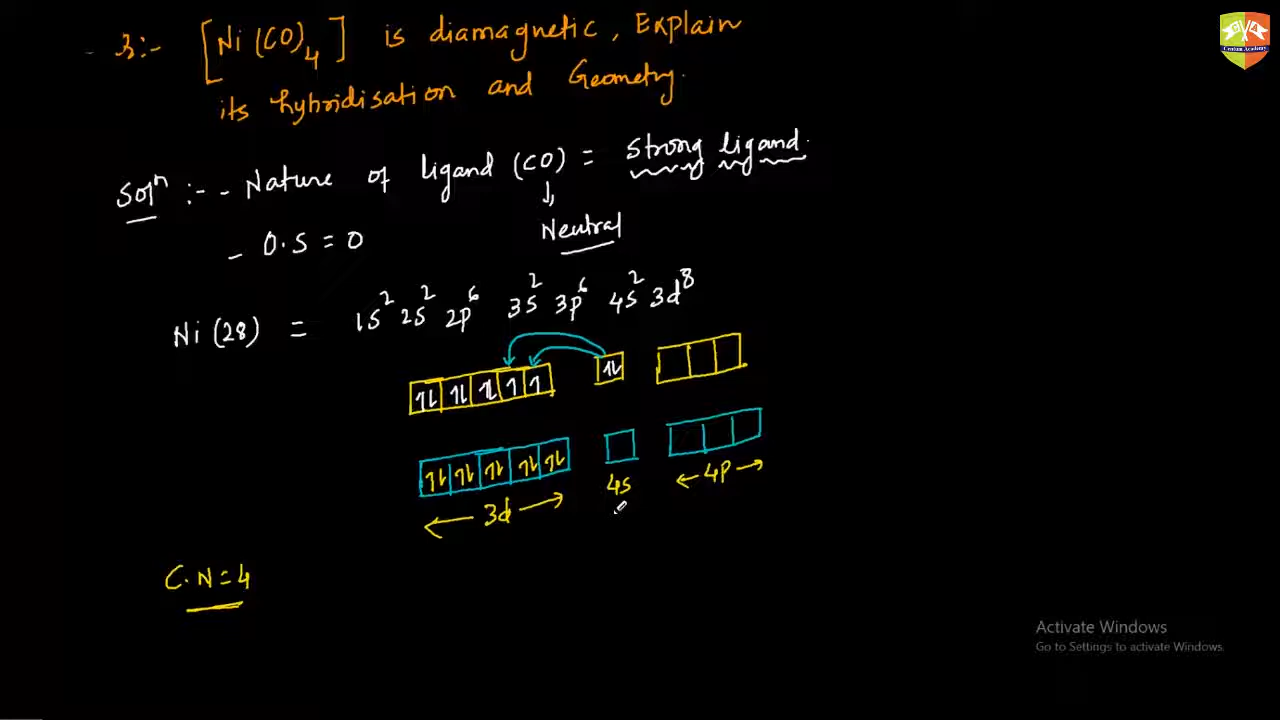 3:- [Ni(CO)4] is diamagnetic, Explain
its hybridisation and Geometry.
Solⁿ :- - Nature of ligand (CO) = Strong ligand.
↓
Neutral
- O.S = 0
Ni (28) = 1s² 2s² 2p⁶ 3s² 3p⁶ 4s² 3d⁸
↿⇂ ↿⇂ ↿⇂ ↿ ↿ ↿⇂
↿⇂ ↿⇂ ↿⇂ ↿⇂ ↿⇂
← 3d → 4s ← 4p →
C.N = 4
Centum Academy
Activate Windows
Go to Settings to activate Windows.